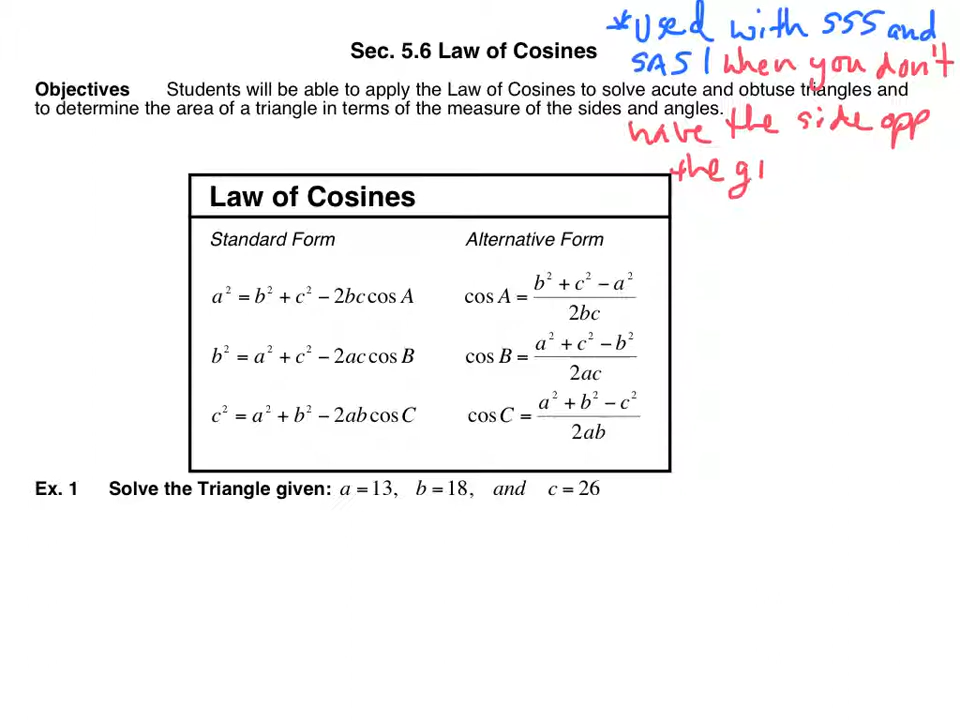 *Used with SSS and
Sec. 5.6 Law of Cosines
SAS | when you don't
Objectives Students will be able to apply the Law of Cosines to solve acute and obtuse triangles and
to determine the area of a triangle in terms of the measure of the sides and angles.
have the side opp
the gi
Law of Cosines
Standard Form Alternative Form
a² = b² + c² − 2bc cos A cos A = (b² + c² − a²) / 2bc
b² = a² + c² − 2ac cos B cos B = (a² + c² − b²) / 2ac
c² = a² + b² − 2ab cos C cos C = (a² + b² − c²) / 2ab
Ex. 1 Solve the Triangle given: a = 13, b = 18, and c = 26